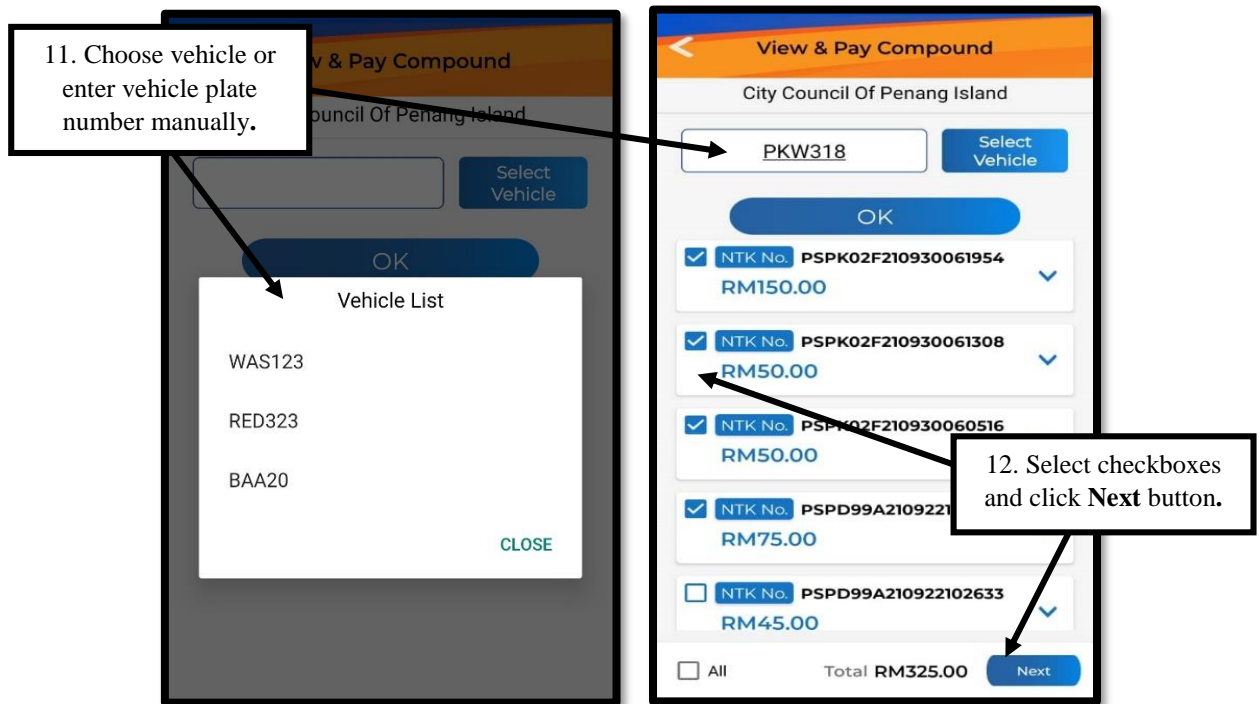 11. Choose vehicle or
enter vehicle plate
number manually.
v & Pay Compound
ouncil Of Penang Island
Select
Vehicle
OK
Vehicle List
WAS123
RED323
BAA20
CLOSE
View & Pay Compound
City Council Of Penang Island
PKW318
Select
Vehicle
OK
NTK No. PSPK02F210930061954
RM150.00
NTK No. PSPK02F210930061308
RM50.00
NTK No. PSPK02F210930060516
RM50.00
NTK No. PSPD99A2109221
RM75.00
NTK No. PSPD99A210922102633
RM45.00
All Total RM325.00 Next
12. Select checkboxes
and click Next button.